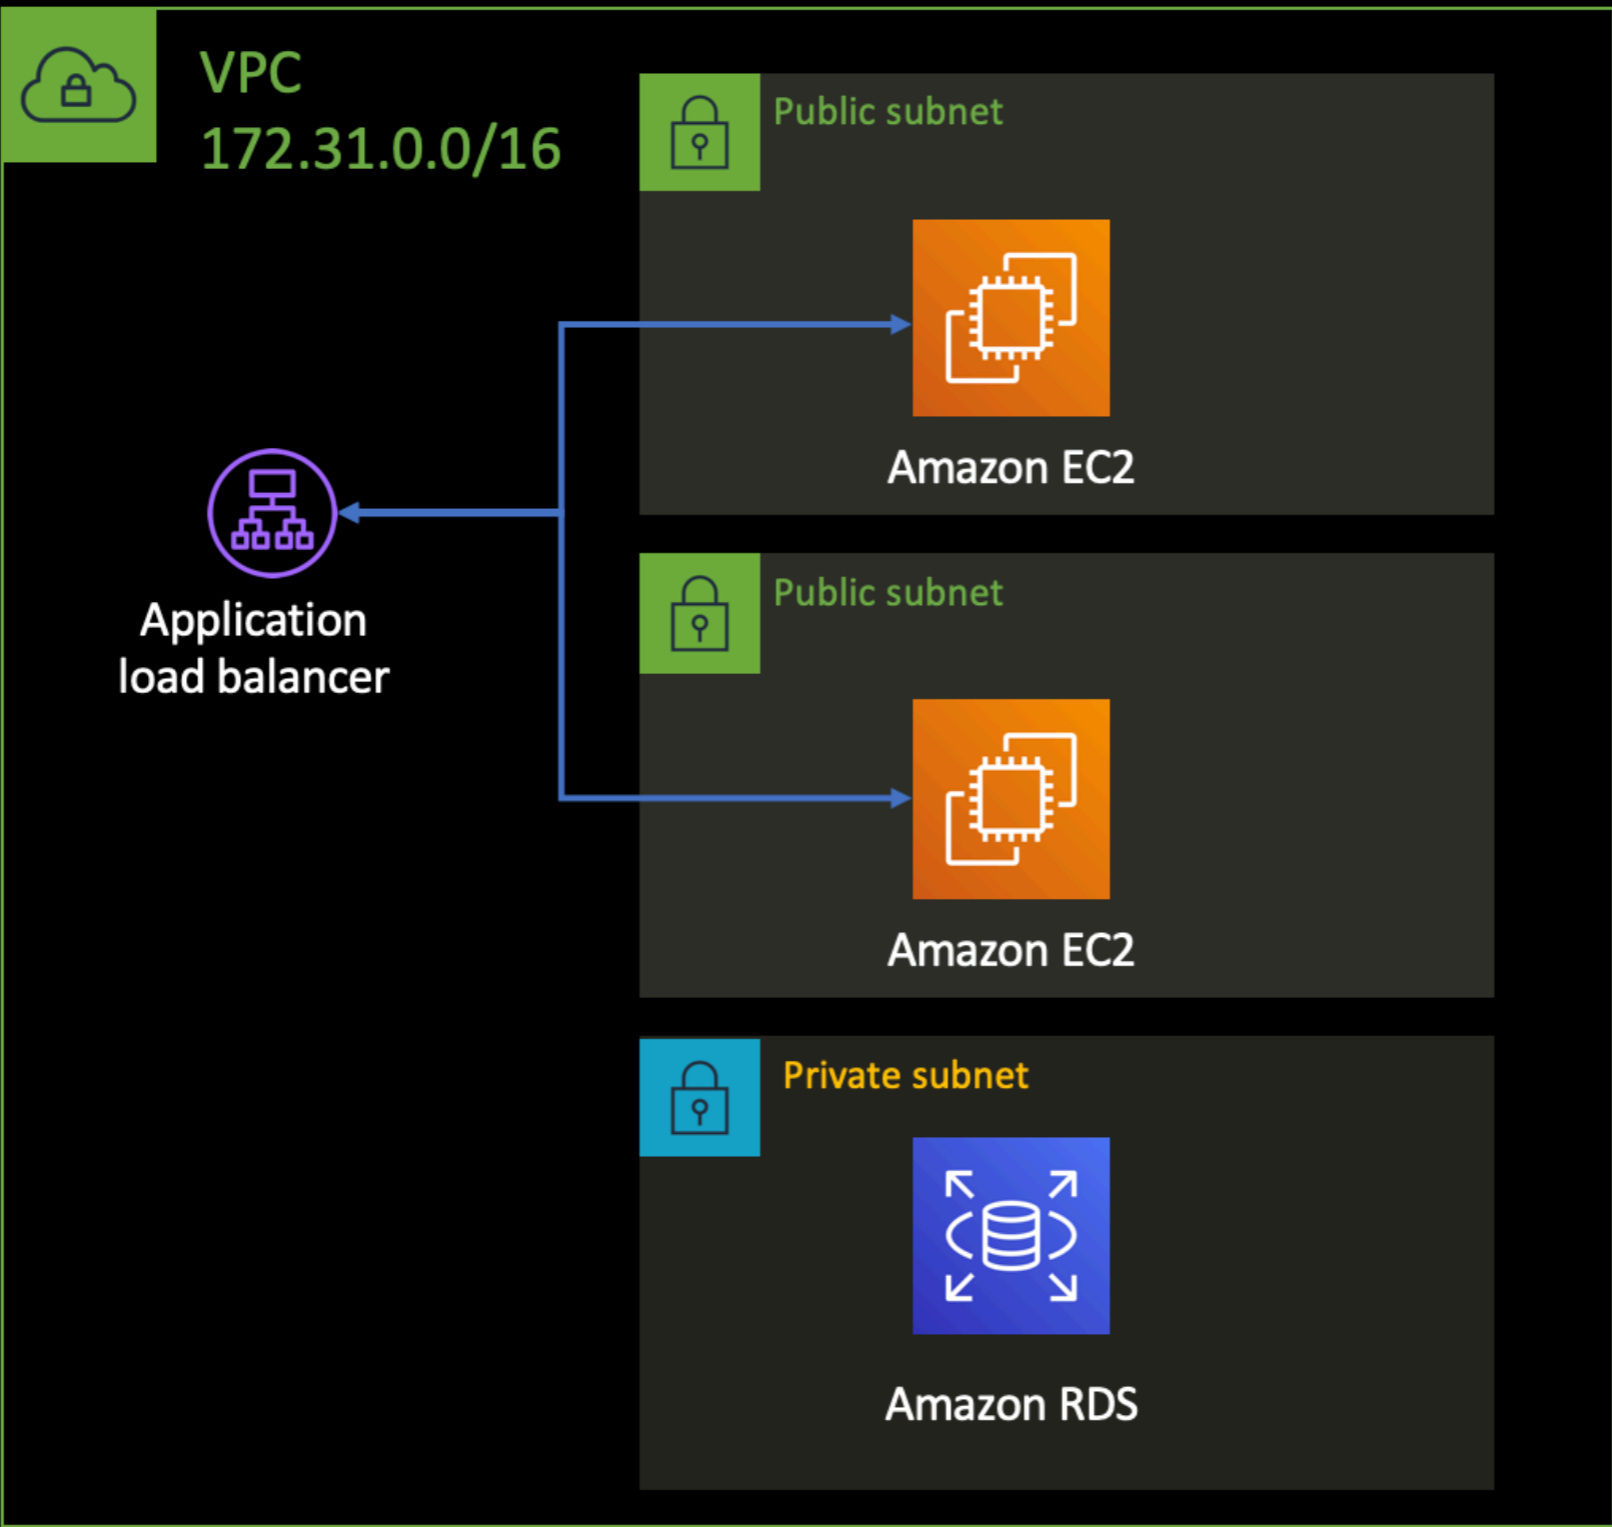 VPC
172.31.0.0/16
Public subnet
Amazon EC2
Application
load balancer
Public subnet
Amazon EC2
Private subnet
Amazon RDS